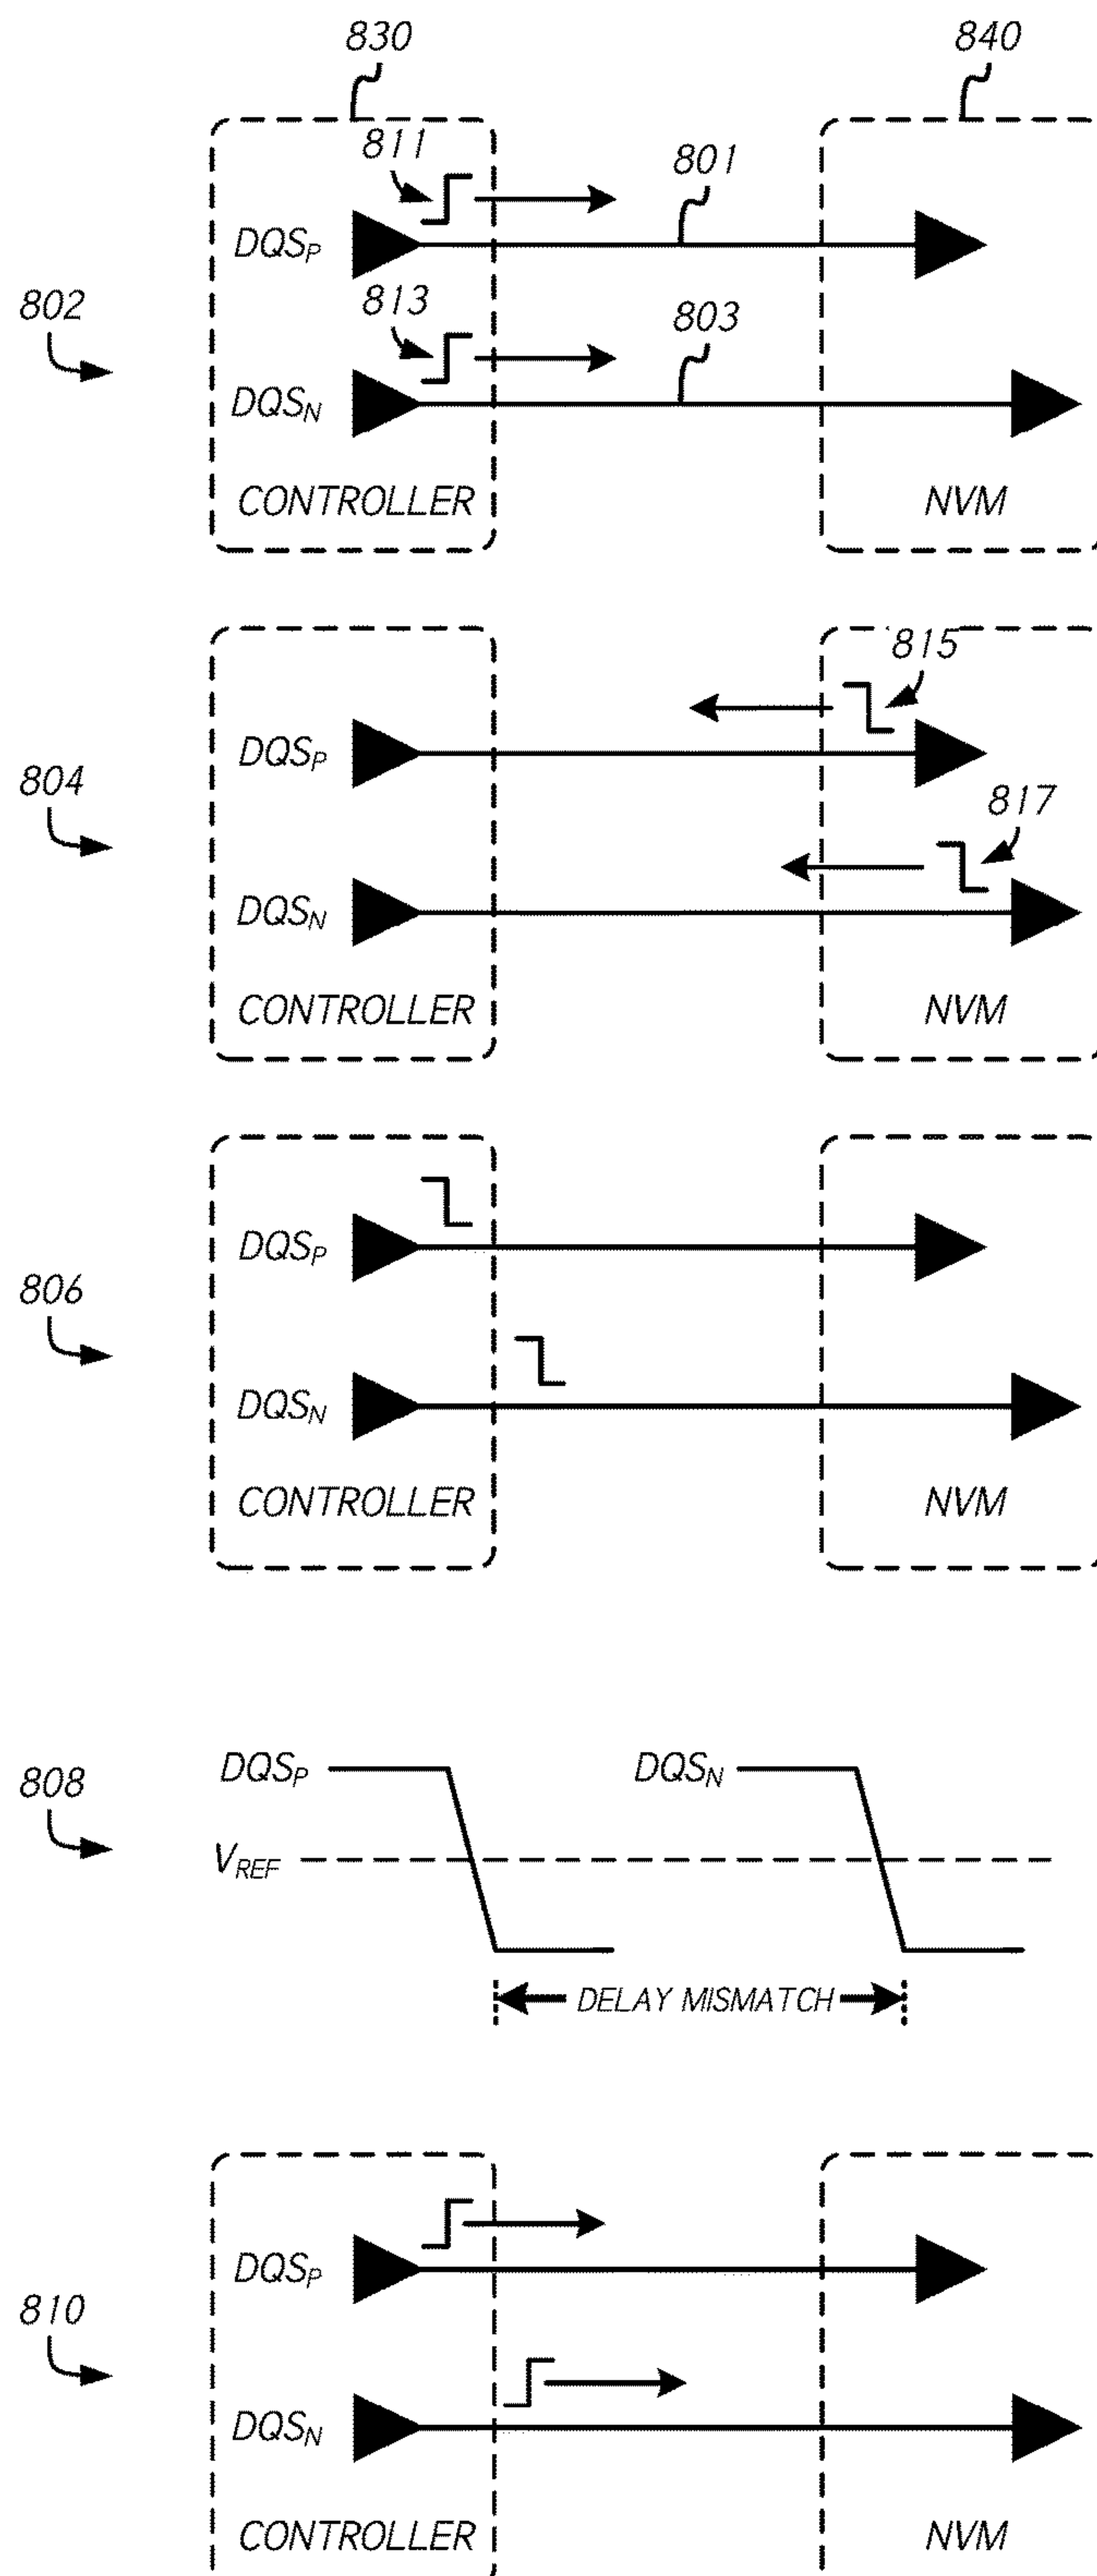 830 840
811
801
DQSP
802
813
803
DQSN
CONTROLLER NVM
815
DQSP
804
817
DQSN
CONTROLLER NVM
DQSP
806
DQSN
CONTROLLER NVM
808
DQSP DQSN
VREF
DELAY MISMATCH
DQSP
810
DQSN
CONTROLLER NVM